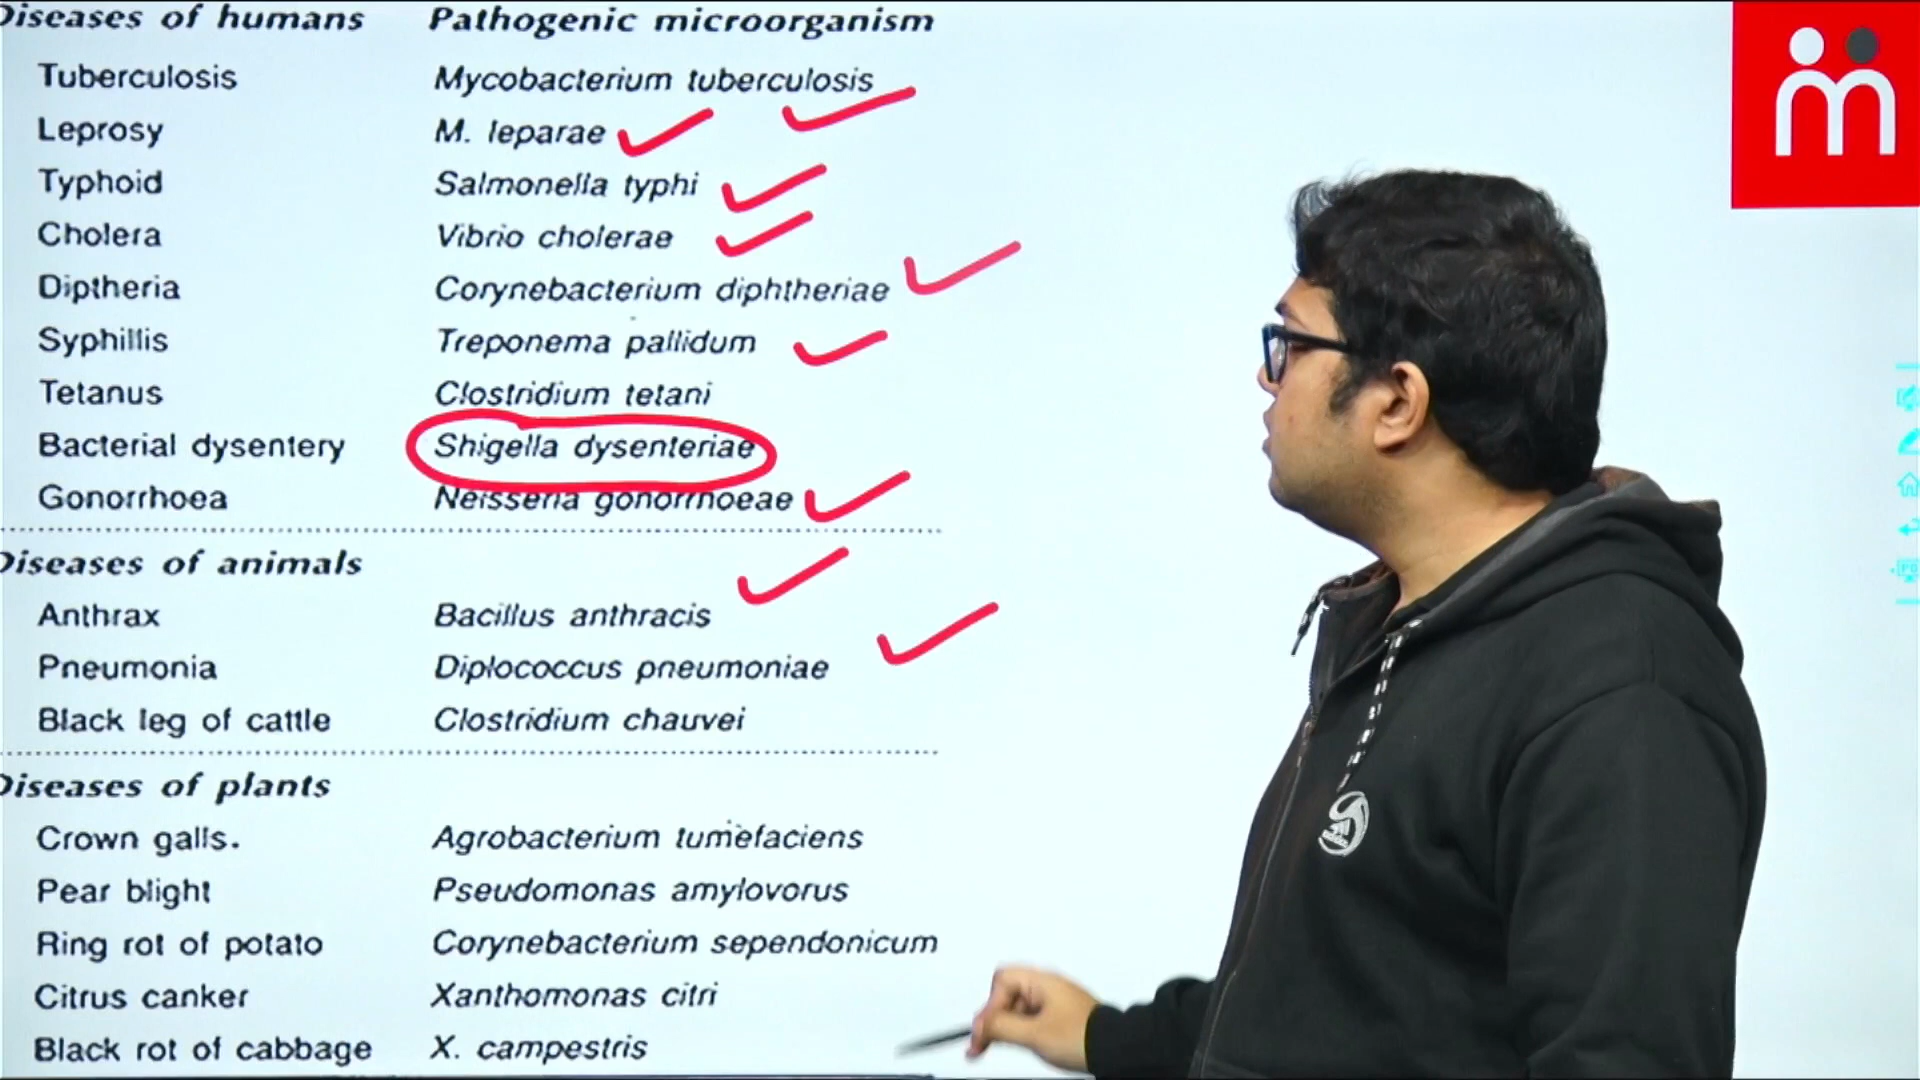 Diseases of humans Pathogenic microorganism
Tuberculosis Mycobacterium tuberculosis
Leprosy M. leparae
Typhoid Salmonella typhi
Cholera Vibrio cholerae
Diptheria Corynebacterium diphtheriae
Syphillis Treponema pallidum
Tetanus Clostridium tetani
Bacterial dysentery Shigella dysenteriae
Gonorrhoea Neisseria gonorrhoeae
Diseases of animals
Anthrax Bacillus anthracis
Pneumonia Diplococcus pneumoniae
Black leg of cattle Clostridium chauvei
Diseases of plants
Crown galls. Agrobacterium tumefaciens
Pear blight Pseudomonas amylovorus
Ring rot of potato Corynebacterium sependonicum
Citrus canker Xanthomonas citri
Black rot of cabbage X. campestris
m